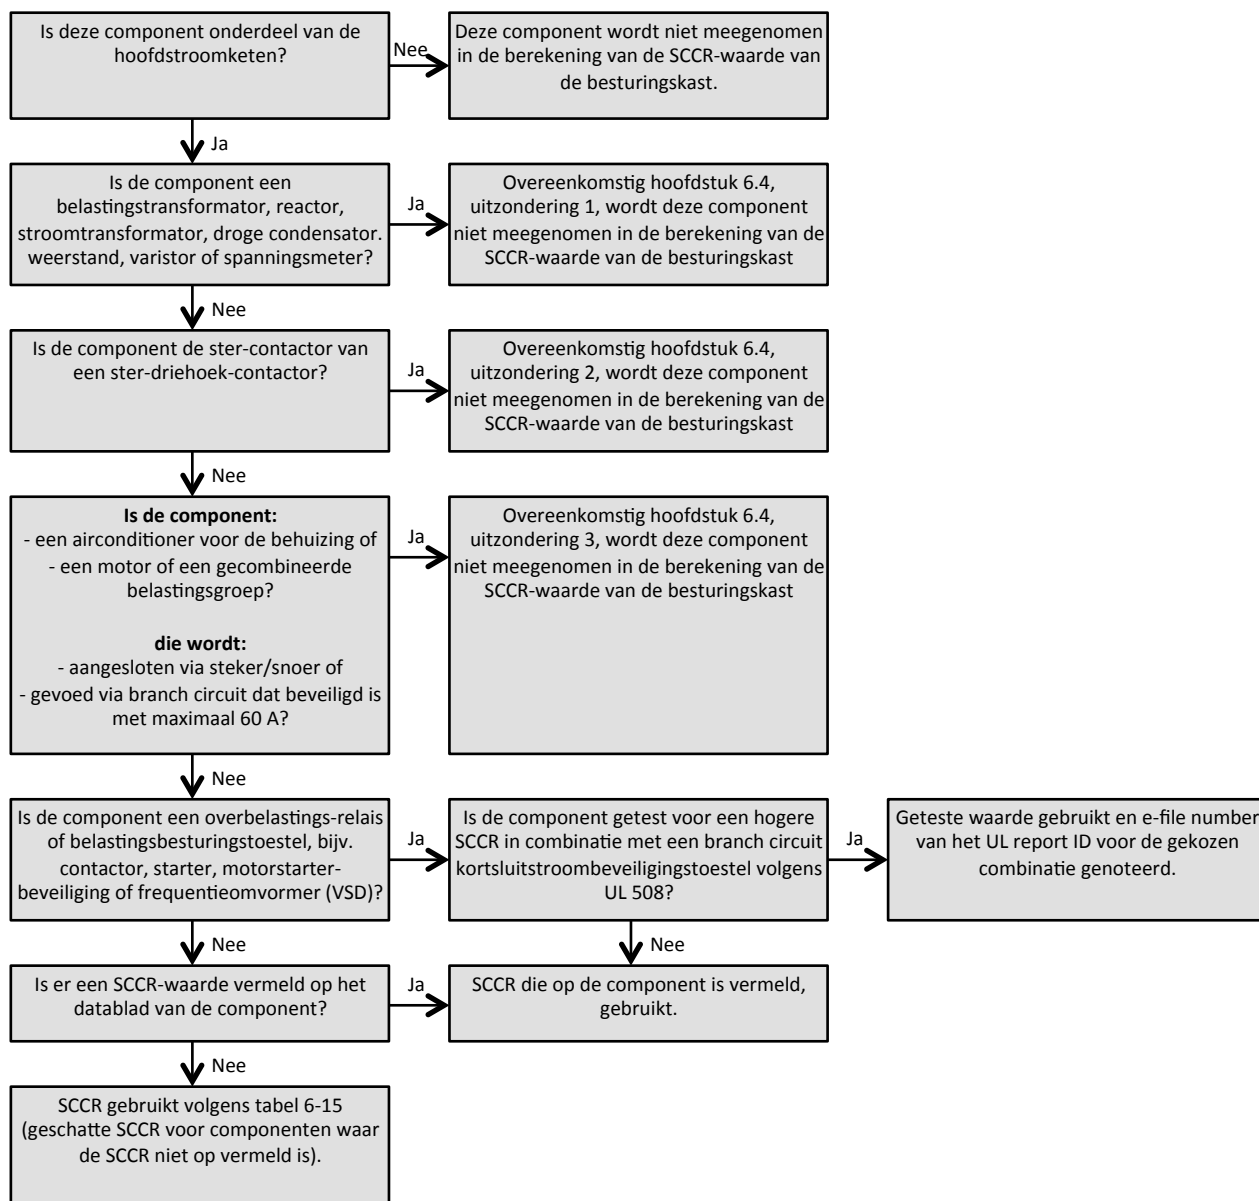 Is deze component onderdeel van de
hoofdstroomketen?
Nee
Deze component wordt niet meegenomen
in de berekening van de SCCR-waarde van
de besturingskast.
Ja
Is de component een
belastingstransformator, reactor,
stroomtransformator, droge condensator.
weerstand, varistor of spanningsmeter?
Ja
Overeenkomstig hoofdstuk 6.4,
uitzondering 1, wordt deze component
niet meegenomen in de berekening van de
SCCR-waarde van de besturingskast
Nee
Is de component de ster-contactor van
een ster-driehoek-contactor?
Ja
Overeenkomstig hoofdstuk 6.4,
uitzondering 2, wordt deze component
niet meegenomen in de berekening van de
SCCR-waarde van de besturingskast
Nee
Is de component:
- een airconditioner voor de behuizing of
- een motor of een gecombineerde
belastingsgroep?
die wordt:
- aangesloten via steker/snoer of
- gevoed via branch circuit dat beveiligd is
met maximaal 60 A?
Ja
Overeenkomstig hoofdstuk 6.4,
uitzondering 3, wordt deze component
niet meegenomen in de berekening van de
SCCR-waarde van de besturingskast
Nee
Is de component een overbelastings-relais
of belastingsbesturingstoestel, bijv.
contactor, starter, motorstarter-
beveiliging of frequentieomvormer (VSD)?
Ja
Is de component getest voor een hogere
SCCR in combinatie met een branch circuit
kortsluitstroombeveiligingstoestel volgens
UL 508?
Ja
Geteste waarde gebruikt en e-file number
van het UL report ID voor de gekozen
combinatie genoteerd.
Nee
Nee
Is er een SCCR-waarde vermeld op het
datablad van de component?
Ja
SCCR die op de component is vermeld,
gebruikt.
Nee
SCCR gebruikt volgens tabel 6-15
(geschatte SCCR voor componenten waar
de SCCR niet op vermeld is).